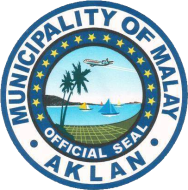 MUNICIPALITY OF MALAY
OFFICIAL SEAL
AKLAN